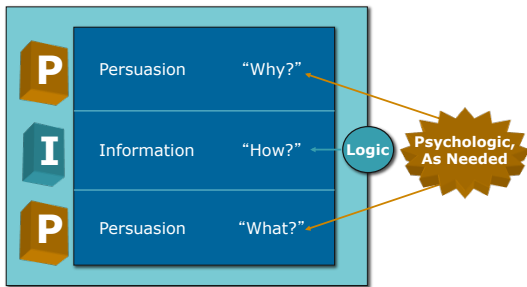 P Persuasion “Why?”
I Information “How?”
P Persuasion “What?”
Logic
Psychologic,
As Needed